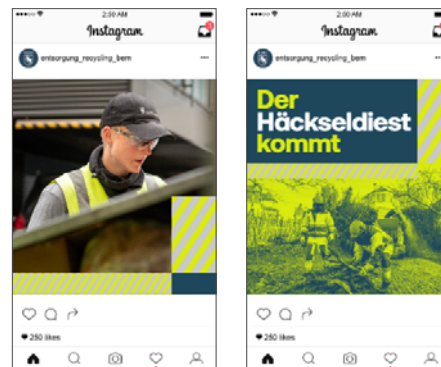 2:00 AM
Instagram
entsorgung_recycling_bern
250 likes
2:00 AM
Instagram
entsorgung_recycling_bern
Der
Häckseldiest
kommt
250 likes